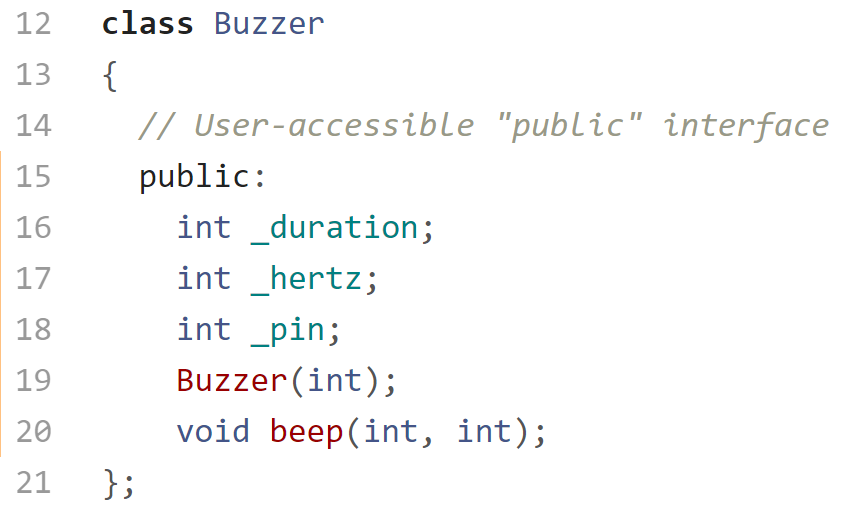 12 class Buzzer
13 {
14 // User-accessible "public" interface
15 public:
16 int _duration;
17 int _hertz;
18 int _pin;
19 Buzzer(int);
20 void beep(int, int);
21 };